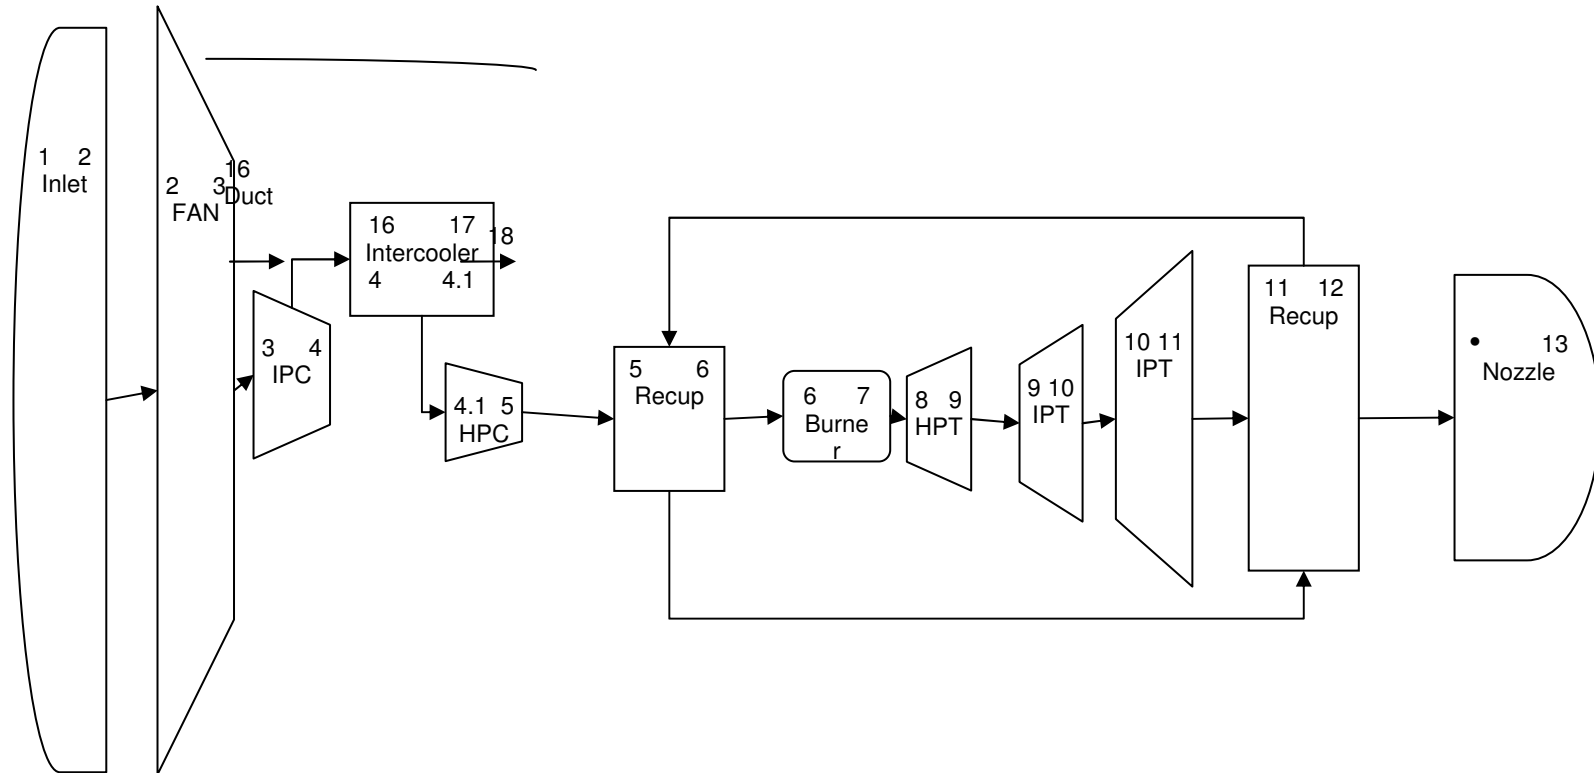 1 2
Inlet
2 3
FAN
16
Duct
3 4
IPC
16 17
Intercooler
4 4.1
18
4.1 5
HPC
5 6
Recup
6 7
Burne
r
8 9
HPT
9 10
IPT
10 11
IPT
11 12
Recup
• 13
Nozzle